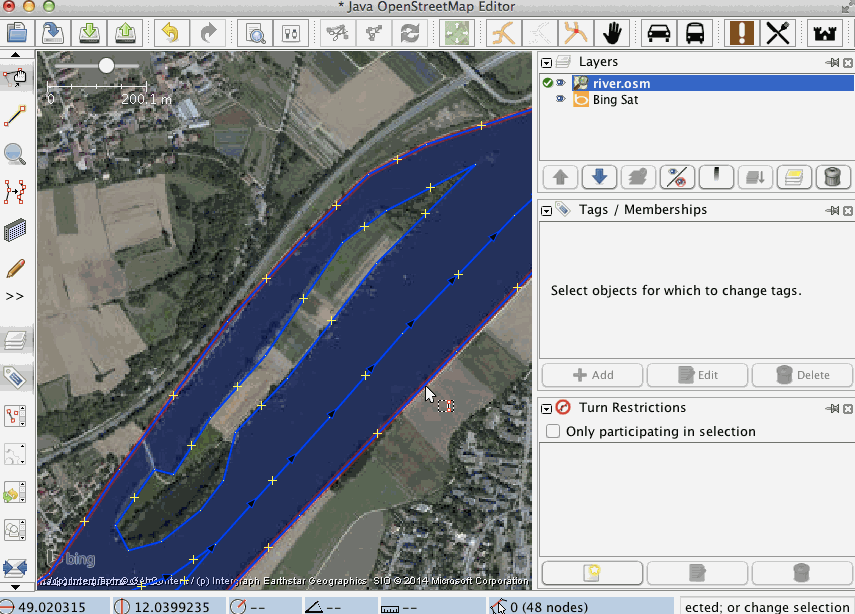 * Java OpenStreetMap Editor
0 200.1 m
>>
bing
/ (p) Intergraph Earthstar Geographics SIO © 2014 Microsoft Corporation
Layers
river.osm
Bing Sat
Tags / Memberships
Select objects for which to change tags.
Add Edit Delete
Turn Restrictions
Only participating in selection
49.020315 12.0399235 -- -- -- 0 (48 nodes) ected; or change selection